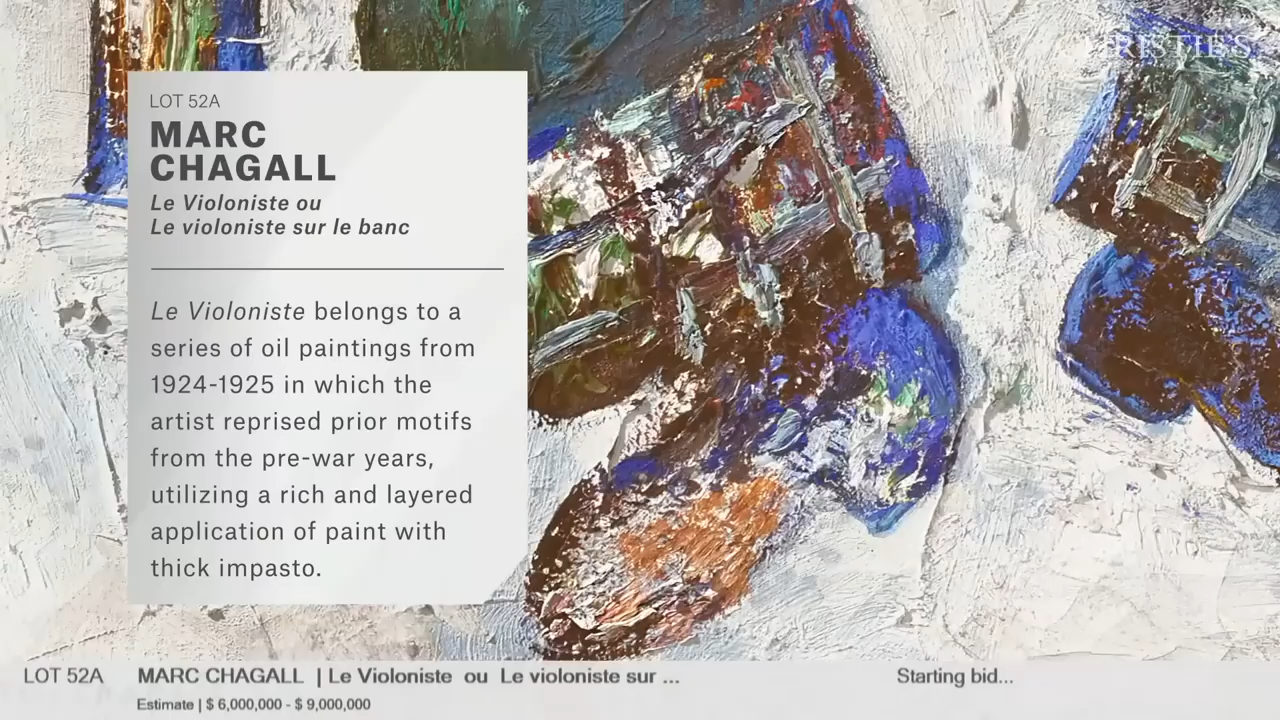 CHRISTIE'S
LOT 52A
MARC
CHAGALL
Le Violoniste ou
Le violoniste sur le banc
Le Violoniste belongs to a
series of oil paintings from
1924-1925 in which the
artist reprised prior motifs
from the pre-war years,
utilizing a rich and layered
application of paint with
thick impasto.
LOT 52A MARC CHAGALL | Le Violoniste ou Le violoniste sur ... Starting bid...
Estimate | $ 6,000,000 - $ 9,000,000